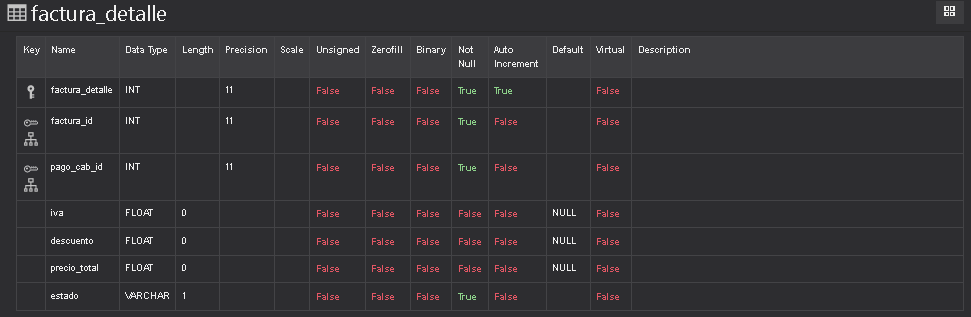 factura_detalle
Key Name Data Type Length Precision Scale Unsigned Zerofill Binary Not Null Auto Increment Default Virtual Description
factura_detalle INT 11 False False False True True False
factura_id INT 11 False False False True False False
pago_cab_id INT 11 False False False True False False
iva FLOAT 0 False False False False False NULL False
descuento FLOAT 0 False False False False False NULL False
precio_total FLOAT 0 False False False False False NULL False
estado VARCHAR 1 False False False True False False